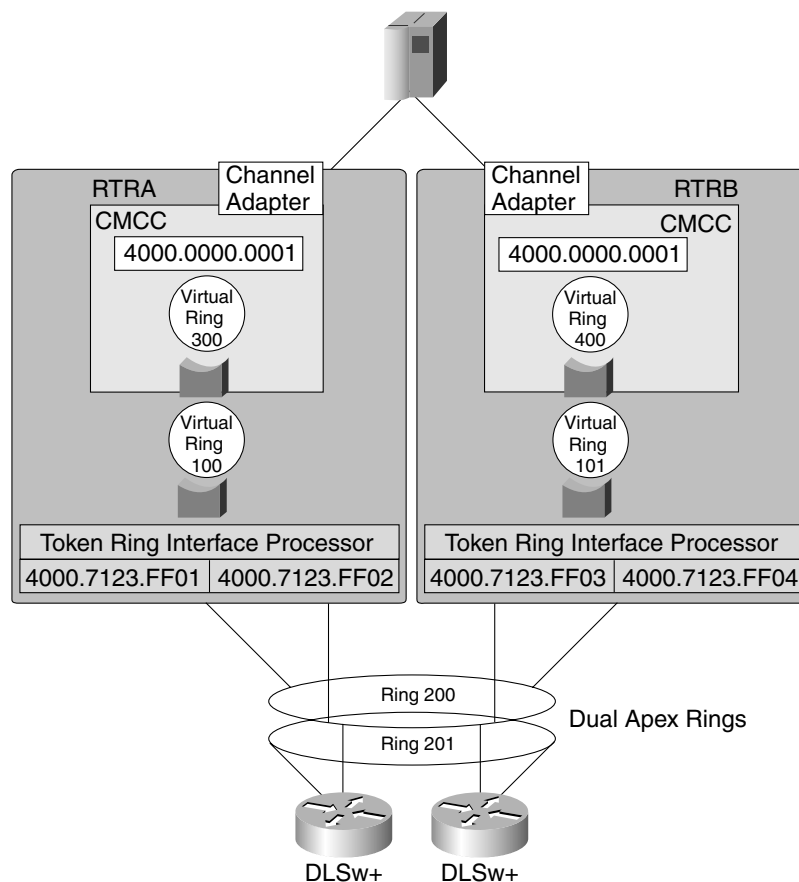 Channel
Adapter
RTRA
CMCC
4000.0000.0001
Virtual
Ring
300
Virtual
Ring
100
Token Ring Interface Processor
4000.7123.FF01
4000.7123.FF02
Channel
Adapter
RTRB
CMCC
4000.0000.0001
Virtual
Ring
400
Virtual
Ring
101
Token Ring Interface Processor
4000.7123.FF03
4000.7123.FF04
Ring 200
Ring 201
Dual Apex Rings
DLSw+
DLSw+